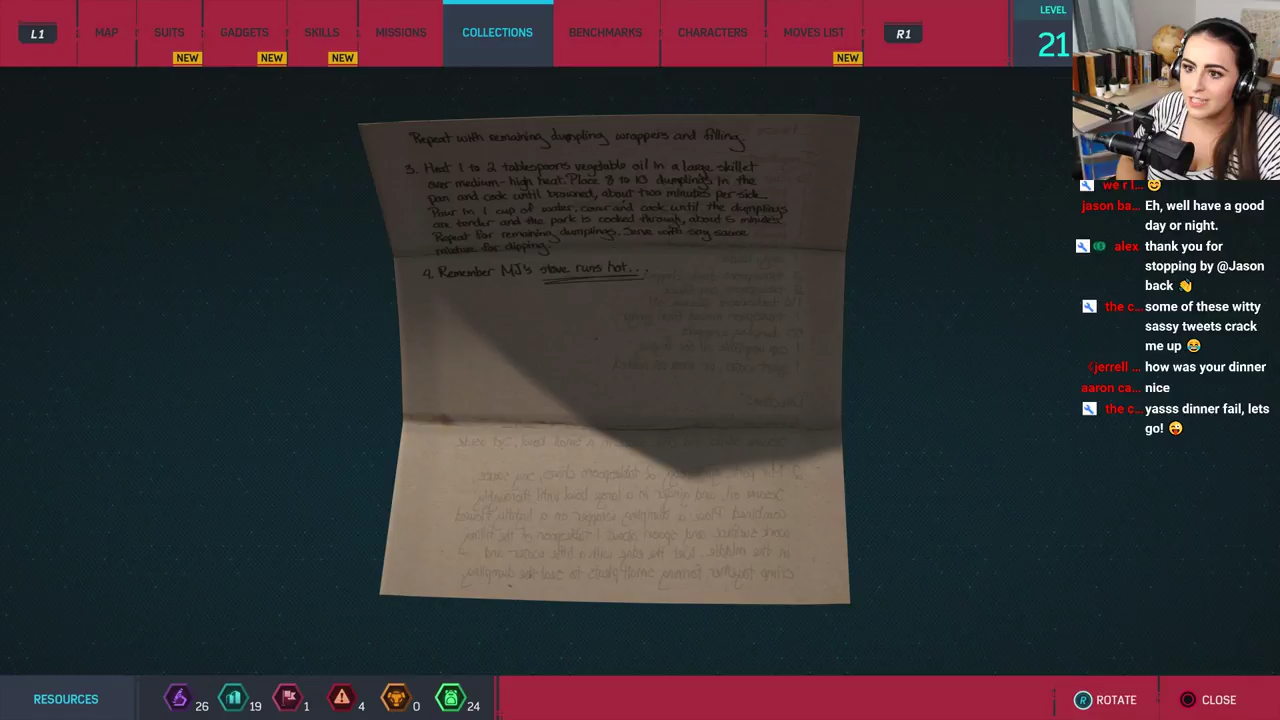 L1
MAP
SUITS
NEW
GADGETS
NEW
SKILLS
NEW
MISSIONS
COLLECTIONS
BENCHMARKS
CHARACTERS
MOVES LIST
NEW
R1
LEVEL
21
Repeat with remaining dumpling wrappers and filling.
3. Heat 1 to 2 tablespoons vegetable oil in a large skillet
over medium-high heat. Place 8 to 10 dumplings in the
pan and cook until browned, about two minutes per side.
Pour in 1 cup of water, cover and cook until the dumplings
are tender and the pork is cooked through, about 5 minutes.
Repeat for remaining dumplings. Serve with soy sauce
mixture for dipping.
4. Remember MJ's stove runs hot...
we r l... 😊
jason ba... Eh, well have a good
day or night.
alex thank you for
stopping by @Jason
back 👋
the c... some of these witty
sassy tweets crack
me up 😂
jerrell ... how was your dinner
aaron ca... nice
the c... yasss dinner fail, lets
go! 😜
RESOURCES
26
19
1
4
0
24
R ROTATE
CLOSE